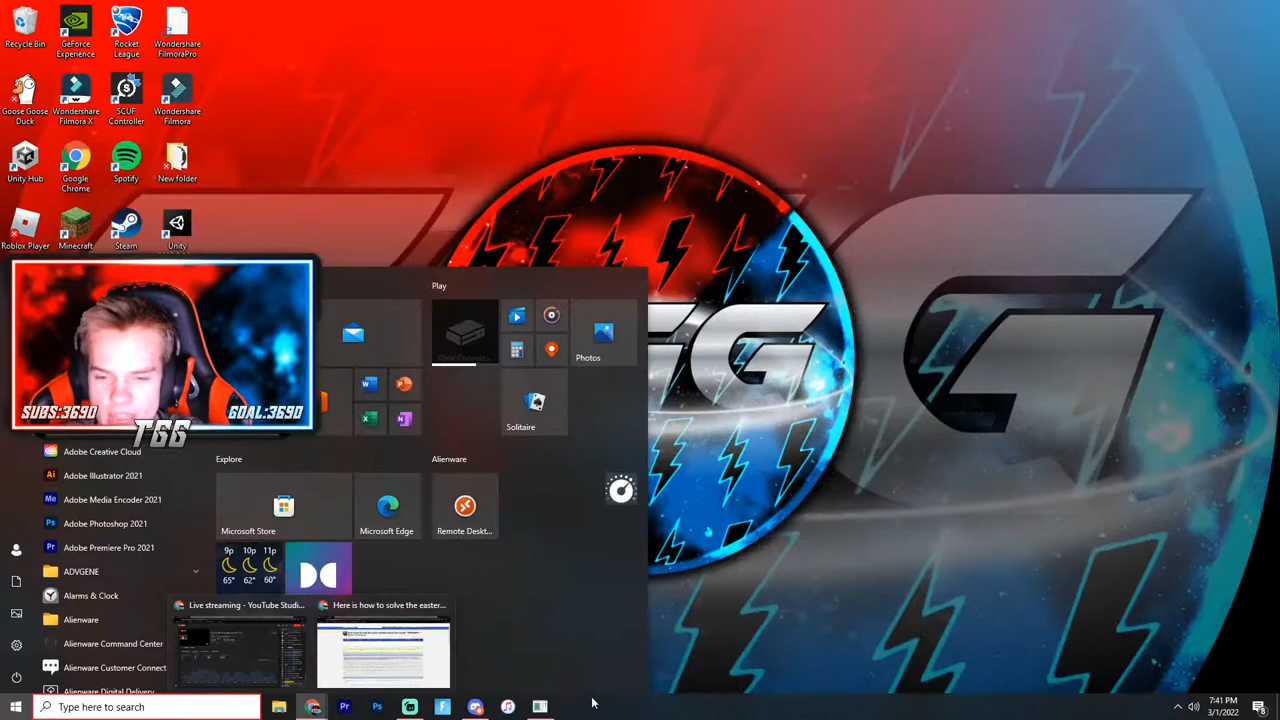 Recycle Bin
GeForce
Experience
Rocket
League
Wondershare
FilmoraPro
Goose Goose
Duck
Wondershare
Filmora X
SCUF
Controller
Wondershare
Filmora
Unity Hub
Google
Chrome
Spotify
New folder
Roblox Player
Minecraft
Steam
Unity
SUBS:3690
GOAL:3690
TGG
Play
Xbox Console...
Photos
Solitaire
Explore
Alienware
Microsoft Store
Microsoft Edge
Remote Deskt...
9p 10p 11p
65° 62° 60°
Adobe Creative Cloud
Adobe Illustrator 2021
Adobe Media Encoder 2021
Adobe Photoshop 2021
Adobe Premiere Pro 2021
ADVGENE
Alarms & Clock
Alienware
Alienware Command Center
Alienware Customer Connect
Alienware Digital Delivery
Live streaming - YouTube Studi...
Here is how to solve the easter...
Type here to search
7:41 PM
3/1/2022